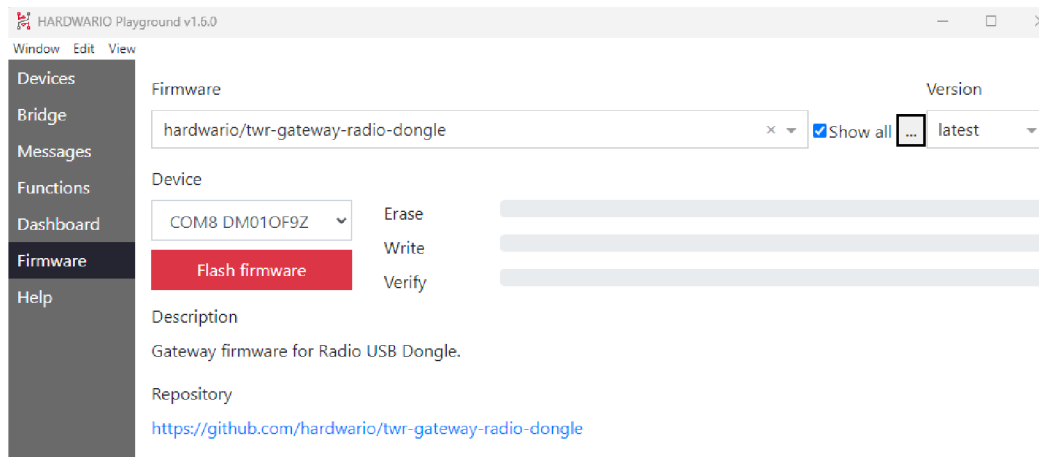 HARDWARIO Playground v1.6.0
Window Edit View
Devices
Bridge
Messages
Functions
Dashboard
Firmware
Help
Firmware
Version
hardwario/twr-gateway-radio-dongle
Show all
...
latest
Device
COM8 DM01OF9Z
Flash firmware
Erase
Write
Verify
Description
Gateway firmware for Radio USB Dongle.
Repository
https://github.com/hardwario/twr-gateway-radio-dongle